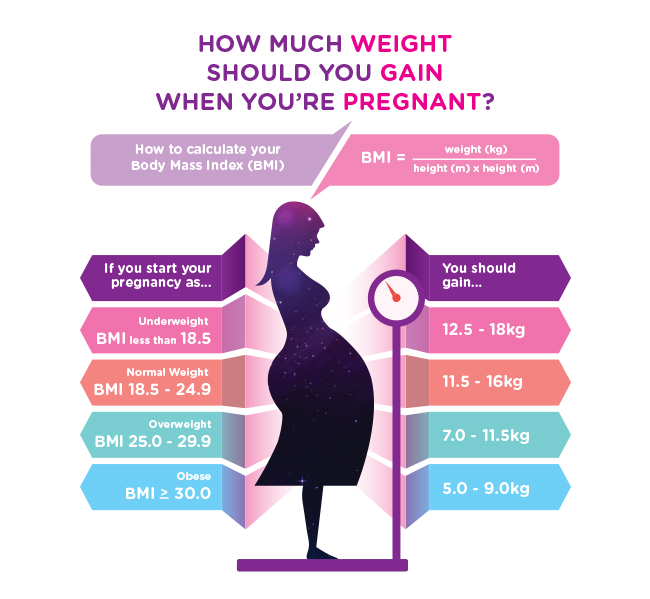 HOW MUCH WEIGHT
SHOULD YOU GAIN
WHEN YOU'RE PREGNANT?
How to calculate your
Body Mass Index (BMI)
BMI = weight (kg)
height (m) x height (m)
If you start your
pregnancy as...
You should
gain...
Underweight
BMI less than 18.5
12.5 - 18kg
Normal Weight
BMI 18.5 - 24.9
11.5 - 16kg
Overweight
BMI 25.0 - 29.9
7.0 - 11.5kg
Obese
BMI ≥ 30.0
5.0 - 9.0kg